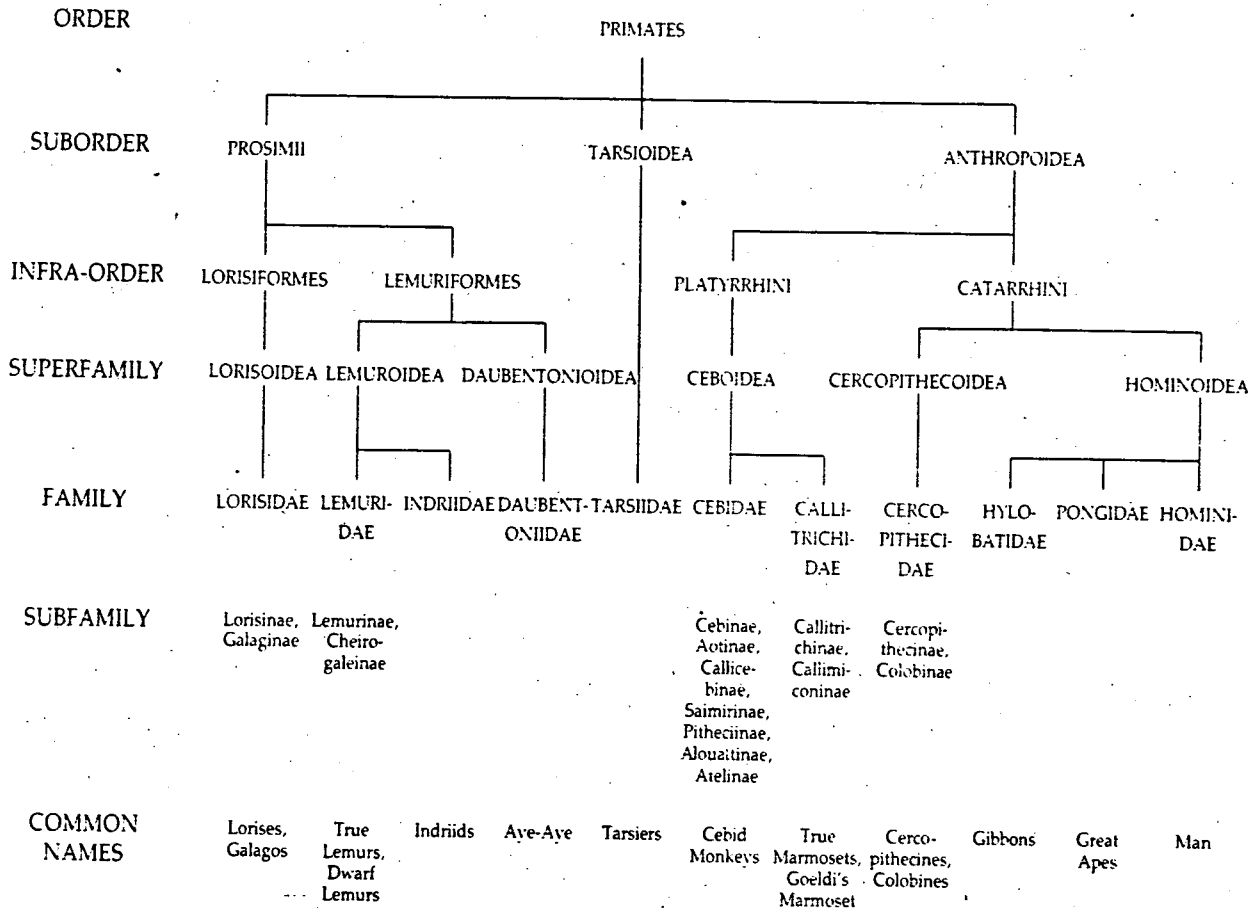 ORDER
PRIMATES
SUBORDER
PROSIMII
TARSIOIDEA
ANTHROPOIDEA
INFRA-ORDER
LORISIFORMES
LEMURIFORMES
PLATYRRHINI
CATARRHINI
SUPERFAMILY
LORISOIDEA
LEMUROIDEA
DAUBENTONIOIDEA
CEBOIDEA
CERCOPITHECOIDEA
HOMINOIDEA
FAMILY
LORISIDAE
LEMURI-
DAE
INDRIIDAE
DAUBENT-
ONIIDAE
TARSIIDAE
CEBIDAE
CALLI-
TRICHI-
DAE
CERCO-
PITHECI-
DAE
HYLO-
BATIDAE
PONGIDAE
HOMINI-
DAE
SUBFAMILY
Lorisinae,
Galaginae
Lemurinae,
Cheiro-
galeinae
Cebinae,
Aotinae,
Callice-
binae,
Saimirinae,
Pitheciinae,
Alouattinae,
Atelinae
Callitri-
chinae,
Callimi-
coninae
Cercopi-
thecinae,
Colobinae
COMMON
NAMES
Lorises,
Galagos
True
Lemurs,
Dwarf
Lemurs
Indriids
Aye-Aye
Tarsiers
Cebid
Monkeys
True
Marmosets,
Goeldi's
Marmoset
Cerco-
pithecines,
Colobines
Gibbons
Great
Apes
Man